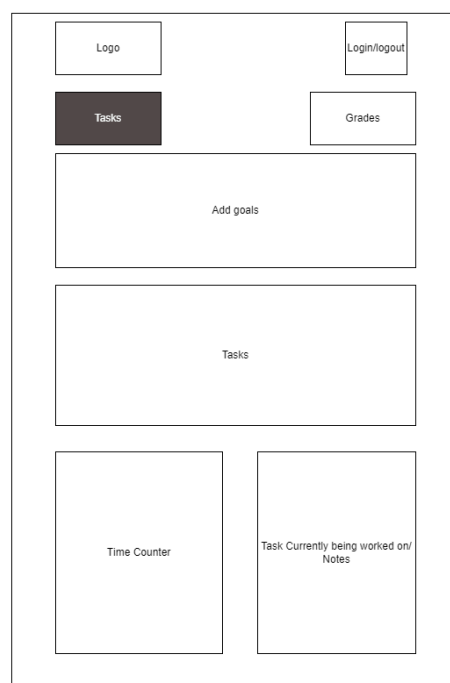 Logo
Login/logout
Tasks
Grades
Add goals
Tasks
Time Counter
Task Currently being worked on/
Notes